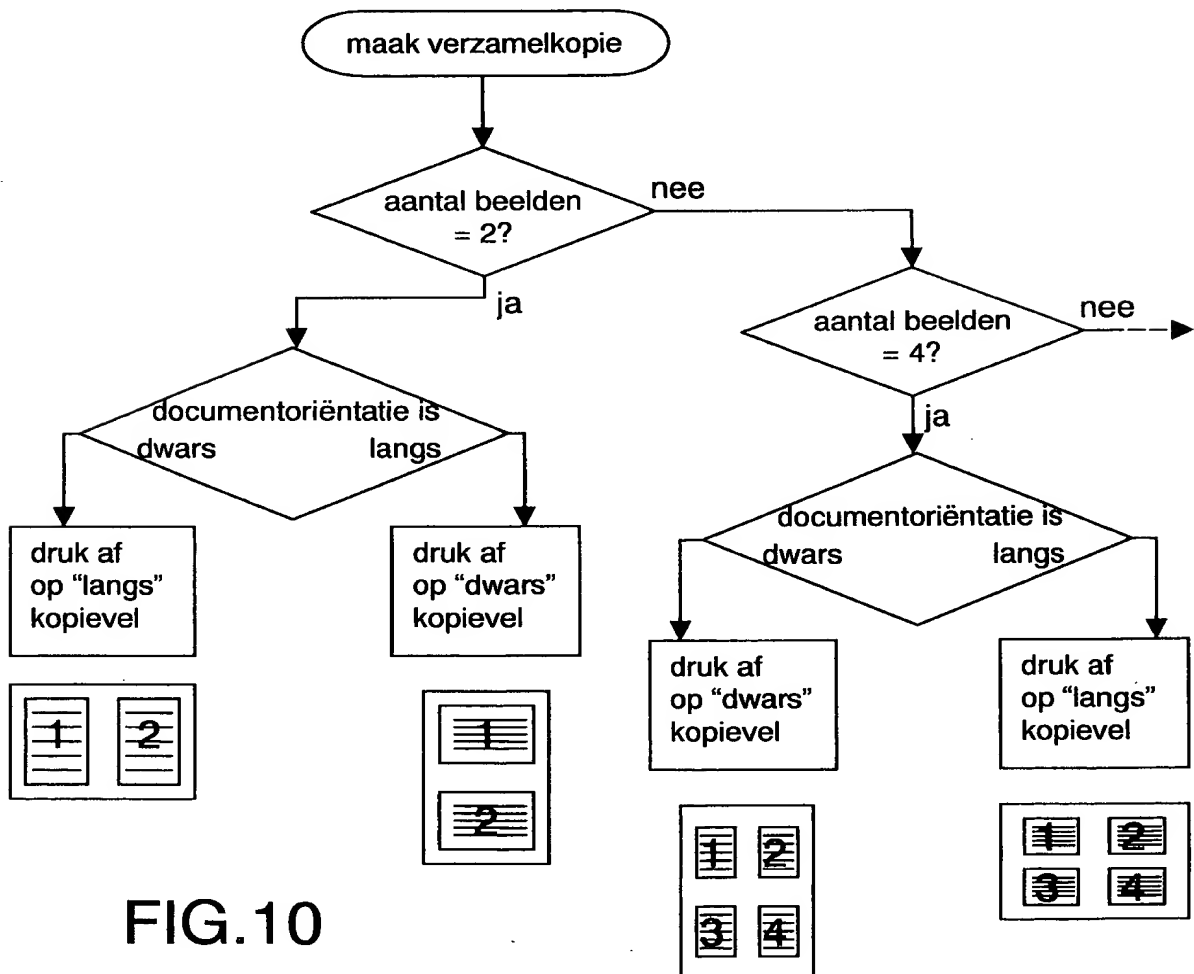 maak verzamelkopie
aantal beelden
= 2?
nee
ja
aantal beelden
= 4?
nee
ja
documentoriëntatie is
dwars langs
druk af
op “langs”
kopievel
druk af
op “dwars”
kopievel
documentoriëntatie is
dwars langs
druk af
op “dwars”
kopievel
druk af
op “langs”
kopievel
1 2
1
2
1 2
3 4
1 2
3 4
FIG.10